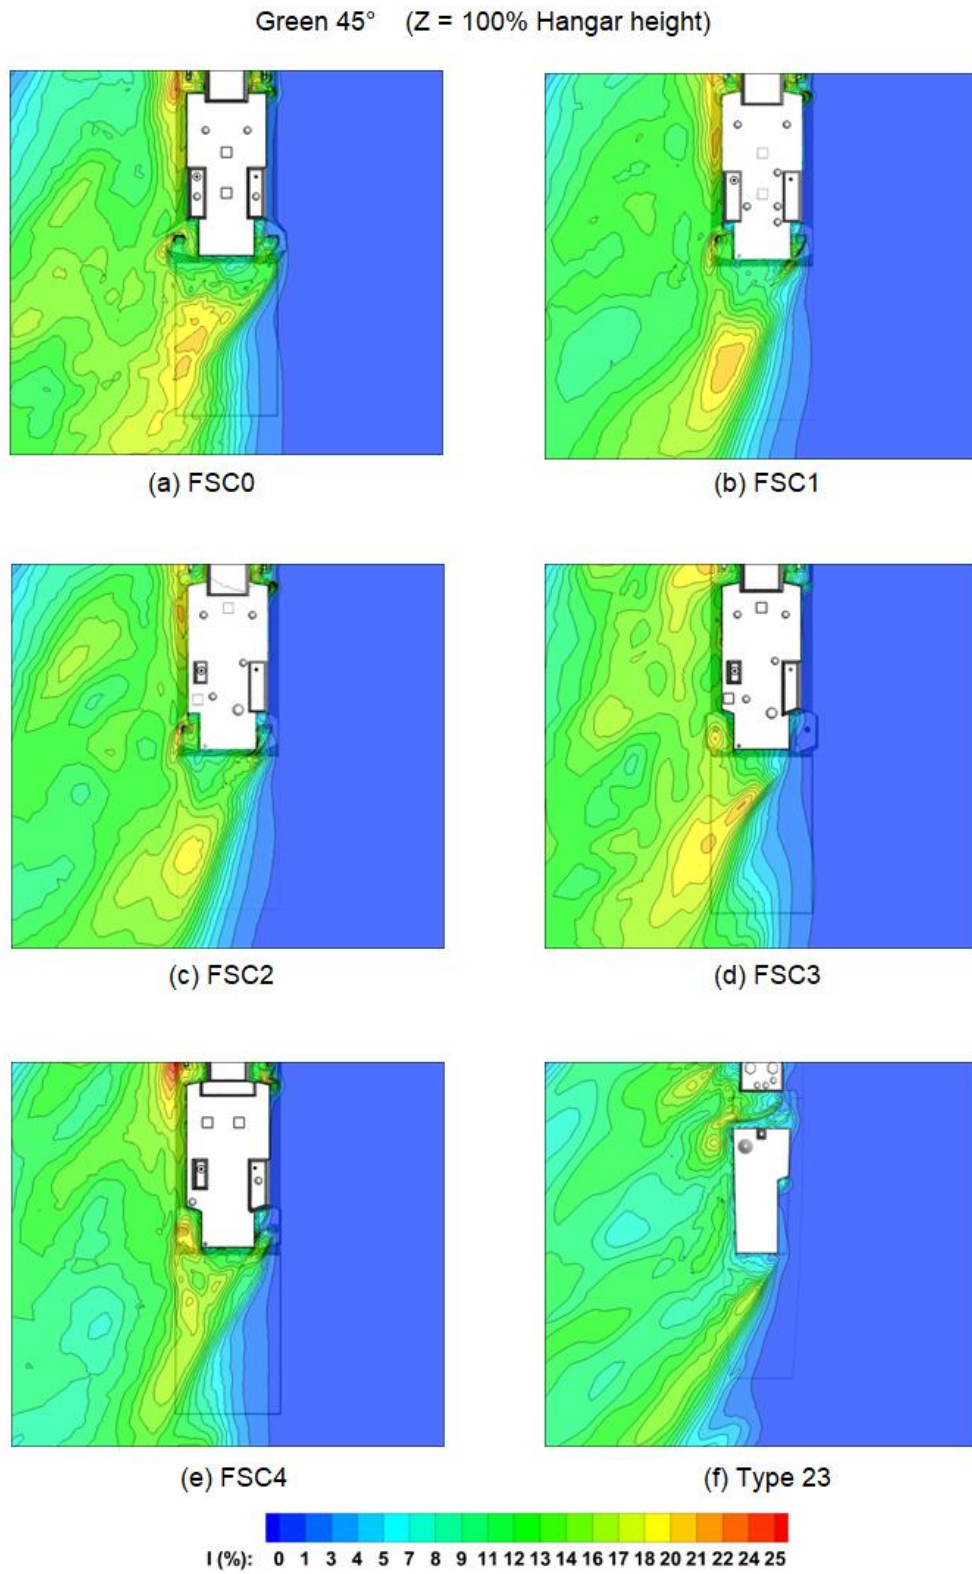 Green 45° (Z = 100% Hangar height)
(a) FSC0
(b) FSC1
(c) FSC2
(d) FSC3
(e) FSC4
(f) Type 23
I (%): 0 1 3 4 5 7 8 9 11 12 13 14 16 17 18 20 21 22 24 25